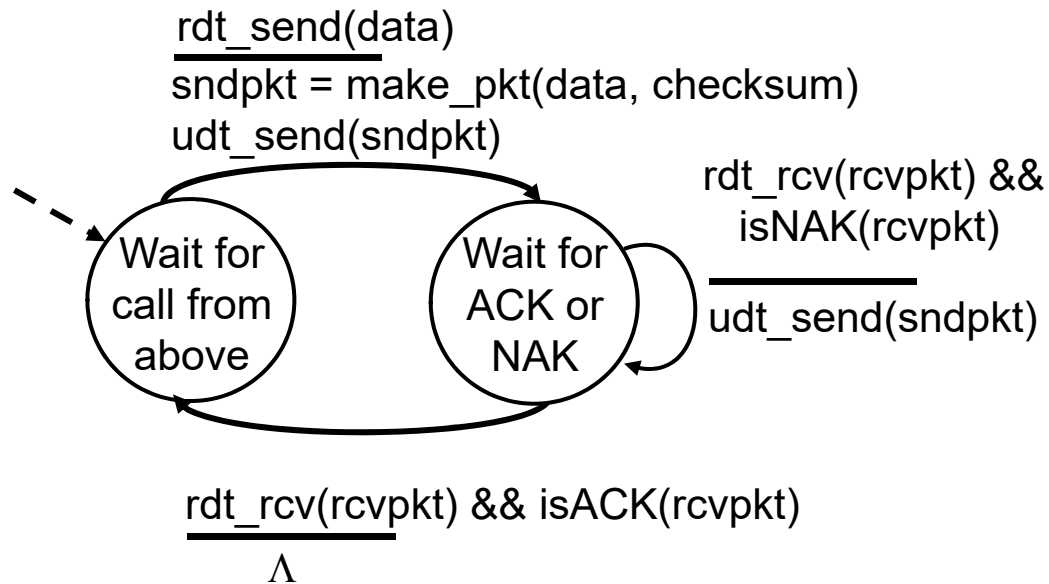 rdt_send(data)
sndpkt = make_pkt(data, checksum)
udt_send(sndpkt)
rdt_rcv(rcvpkt) &&
isNAK(rcvpkt)
udt_send(sndpkt)
Wait for
call from
above
Wait for
ACK or
NAK
rdt_rcv(rcvpkt) && isACK(rcvpkt)
Λ